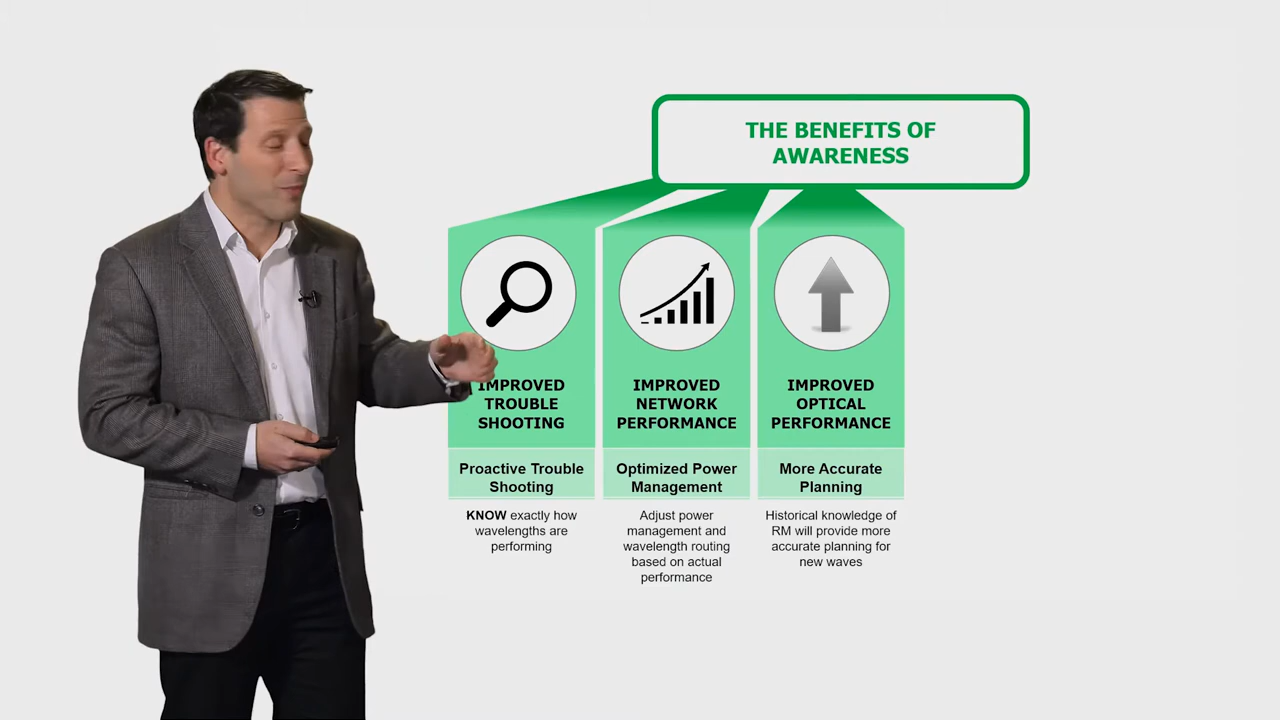 THE BENEFITS OF
AWARENESS
IMPROVED
TROUBLE
SHOOTING
Proactive Trouble
Shooting
KNOW exactly how
wavelengths are
performing
IMPROVED
NETWORK
PERFORMANCE
Optimized Power
Management
Adjust power
management and
wavelength routing
based on actual
performance
IMPROVED
OPTICAL
PERFORMANCE
More Accurate
Planning
Historical knowledge of
RM will provide more
accurate planning for
new waves